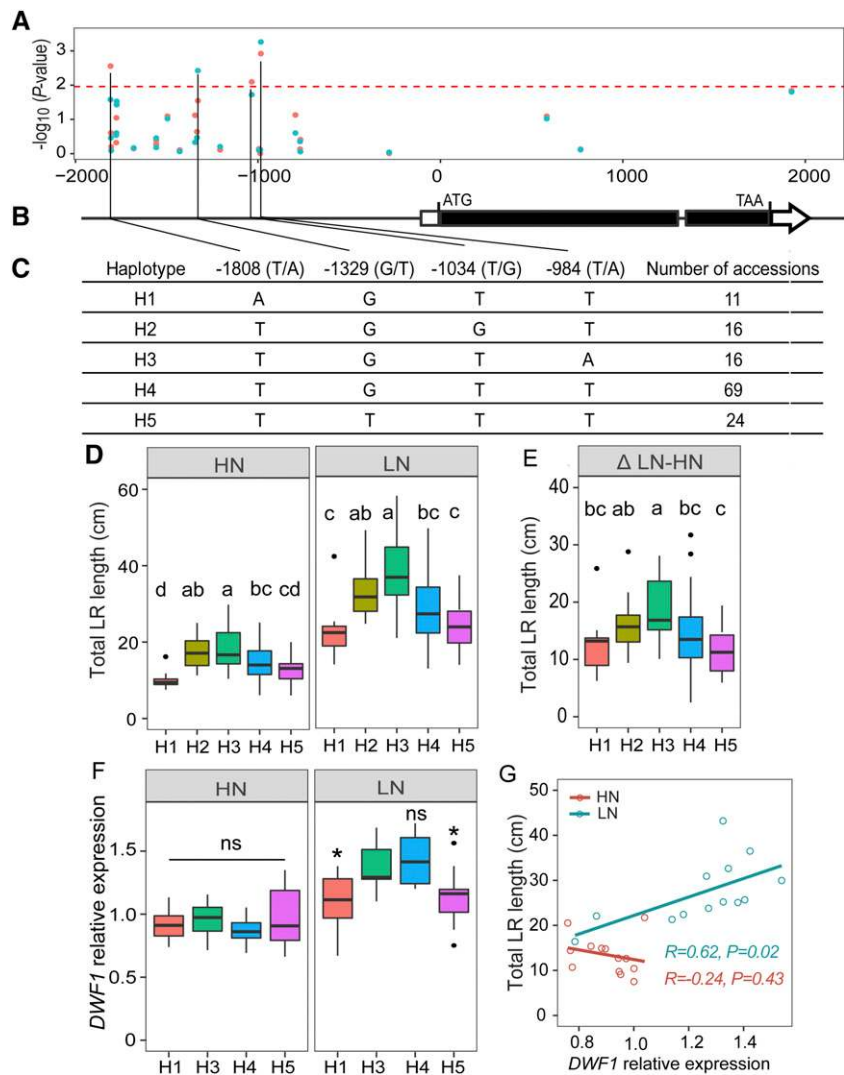 A
-log10 (P-value)
3
2
1
0
-2000 -1000 0 1000 2000
B
ATG TAA
C
Haplotype -1808 (T/A) -1329 (G/T) -1034 (T/G) -984 (T/A) Number of accessions
H1 A G T T 11
H2 T G G T 16
H3 T G T A 16
H4 T G T T 69
H5 T T T T 24
D
HN LN
Total LR length (cm)
60
40
20
0
d ab a bc cd
c ab a bc c
H1 H2 H3 H4 H5 H1 H2 H3 H4 H5
E
Δ LN-HN
Total LR length (cm)
40
30
20
10
0
bc ab a bc c
H1 H2 H3 H4 H5
F
HN LN
DWF1 relative expression
1.5
1.0
0.5
0
ns
* ns *
H1 H3 H4 H5 H1 H3 H4 H5
G
Total LR length (cm)
50
40
30
20
10
0
HN
LN
R=0.62, P=0.02
R=-0.24, P=0.43
0.8 1.0 1.2 1.4
DWF1 relative expression